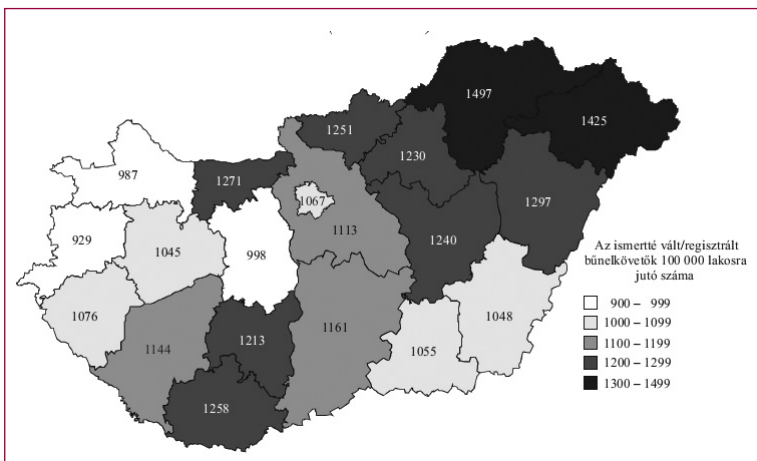 1497
1425
1251
1230
987
1271
1297
1067
1113
929
1045
998
1240
Az ismertté vált/regisztrált
bűnelkövetők 100 000 lakosra
jutó száma
1076
1161
1048
1144
1213
1055
1258
900 – 999
1000 – 1099
1100 – 1199
1200 – 1299
1300 – 1499